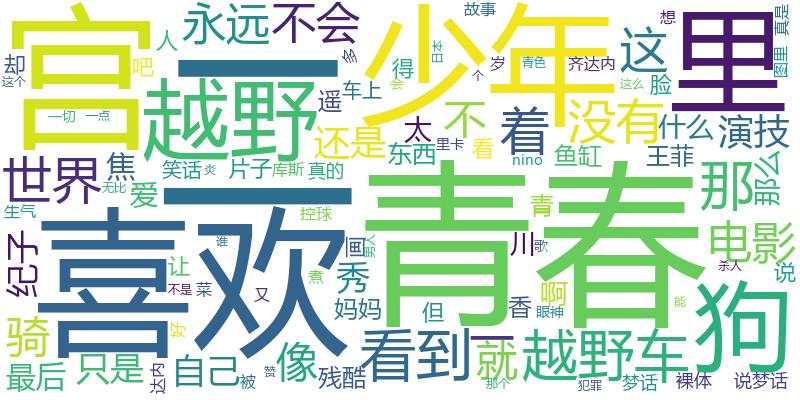 宫
一
少年
里
永远
不会
故事
想
真是
人
却
这个
吧
多
得
日本
岁
青色
个
齐达内
这
脸
图里
这么
越野
遥
车上
会
着
太
不
没有
一切
一点
还是
里卡
看
什么
演技
世界
焦
笑话
炎
片子
库斯
真的
东西
nino
鱼缸
王菲
那
那么
无比
爱
一
生气
控球
青
喜欢
青春
电影
纪子
谁
画
男人
川
歌
杀人
说
让
不是
菜
又
煮
秀
妈妈
但
香
眼神
啊
能
狗
骑
好
像
看到
一
就
越野车
最后
只是
达内
自己
被
赞
残酷
那个
犯罪
梦话
裸体
说梦话